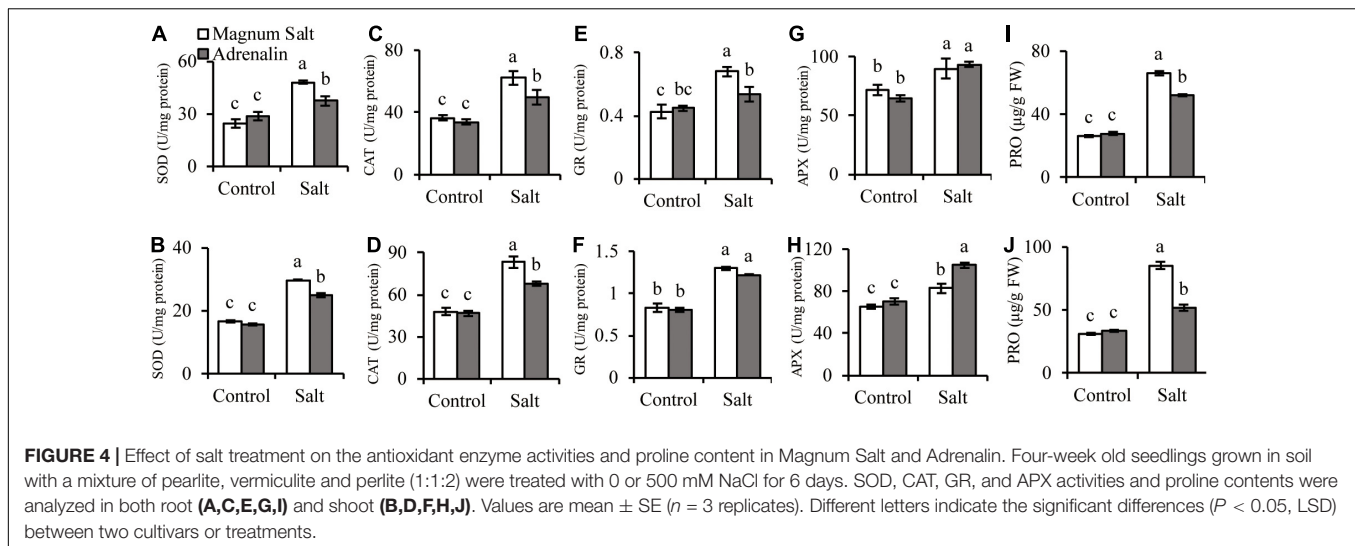 A
Magnum Salt
Adrenalin
SOD (U/mg protein)
60
30
0
c
c
a
b
Control
Salt
C
CAT (U/mg protein)
80
40
0
c
c
a
b
Control
Salt
E
GR (U/mg protein)
0.8
0.4
0
c
bc
a
b
Control
Salt
G
APX (U/mg protein)
100
50
0
b
b
a
a
Control
Salt
I
PRO (µg/g FW)
80
40
0
c
c
a
b
Control
Salt
B
SOD (U/mg protein)
40
20
0
c
c
a
b
Control
Salt
D
CAT (U/mg protein)
90
60
30
0
c
c
a
b
Control
Salt
F
GR (U/mg protein)
1.5
1
0.5
0
b
b
a
a
Control
Salt
H
APX (U/mg protein)
120
80
40
0
c
c
b
a
Control
Salt
J
PRO (µg/g FW)
100
50
0
c
c
a
b
Control
Salt
FIGURE 4 | Effect of salt treatment on the antioxidant enzyme activities and proline content in Magnum Salt and Adrenalin. Four-week old seedlings grown in soil
with a mixture of pearlite, vermiculite and perlite (1:1:2) were treated with 0 or 500 mM NaCl for 6 days. SOD, CAT, GR, and APX activities and proline contents were
analyzed in both root (A,C,E,G,I) and shoot (B,D,F,H,J). Values are mean ± SE (n = 3 replicates). Different letters indicate the significant differences (P < 0.05, LSD)
between two cultivars or treatments.